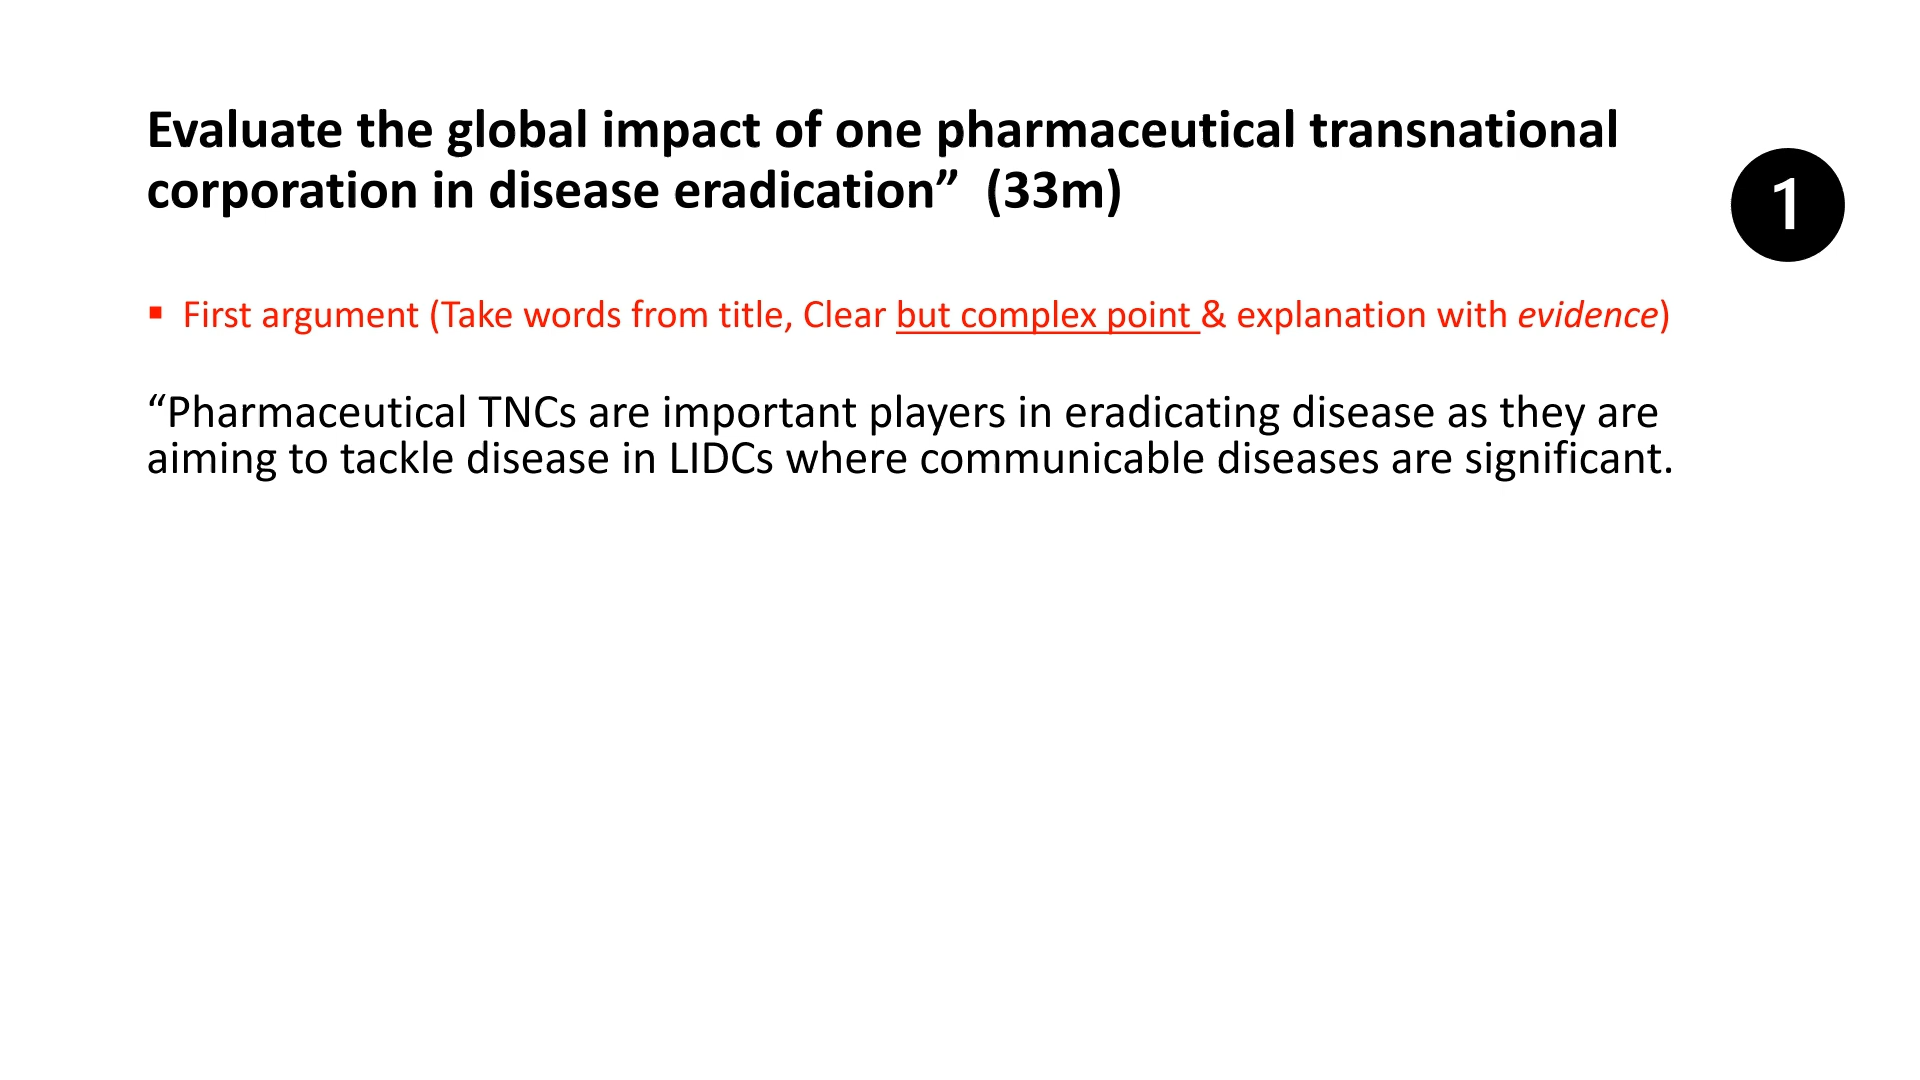 Evaluate the global impact of one pharmaceutical transnational
corporation in disease eradication” (33m)
1
▪ First argument (Take words from title, Clear but complex point & explanation with evidence)
“Pharmaceutical TNCs are important players in eradicating disease as they are
aiming to tackle disease in LIDCs where communicable diseases are significant.